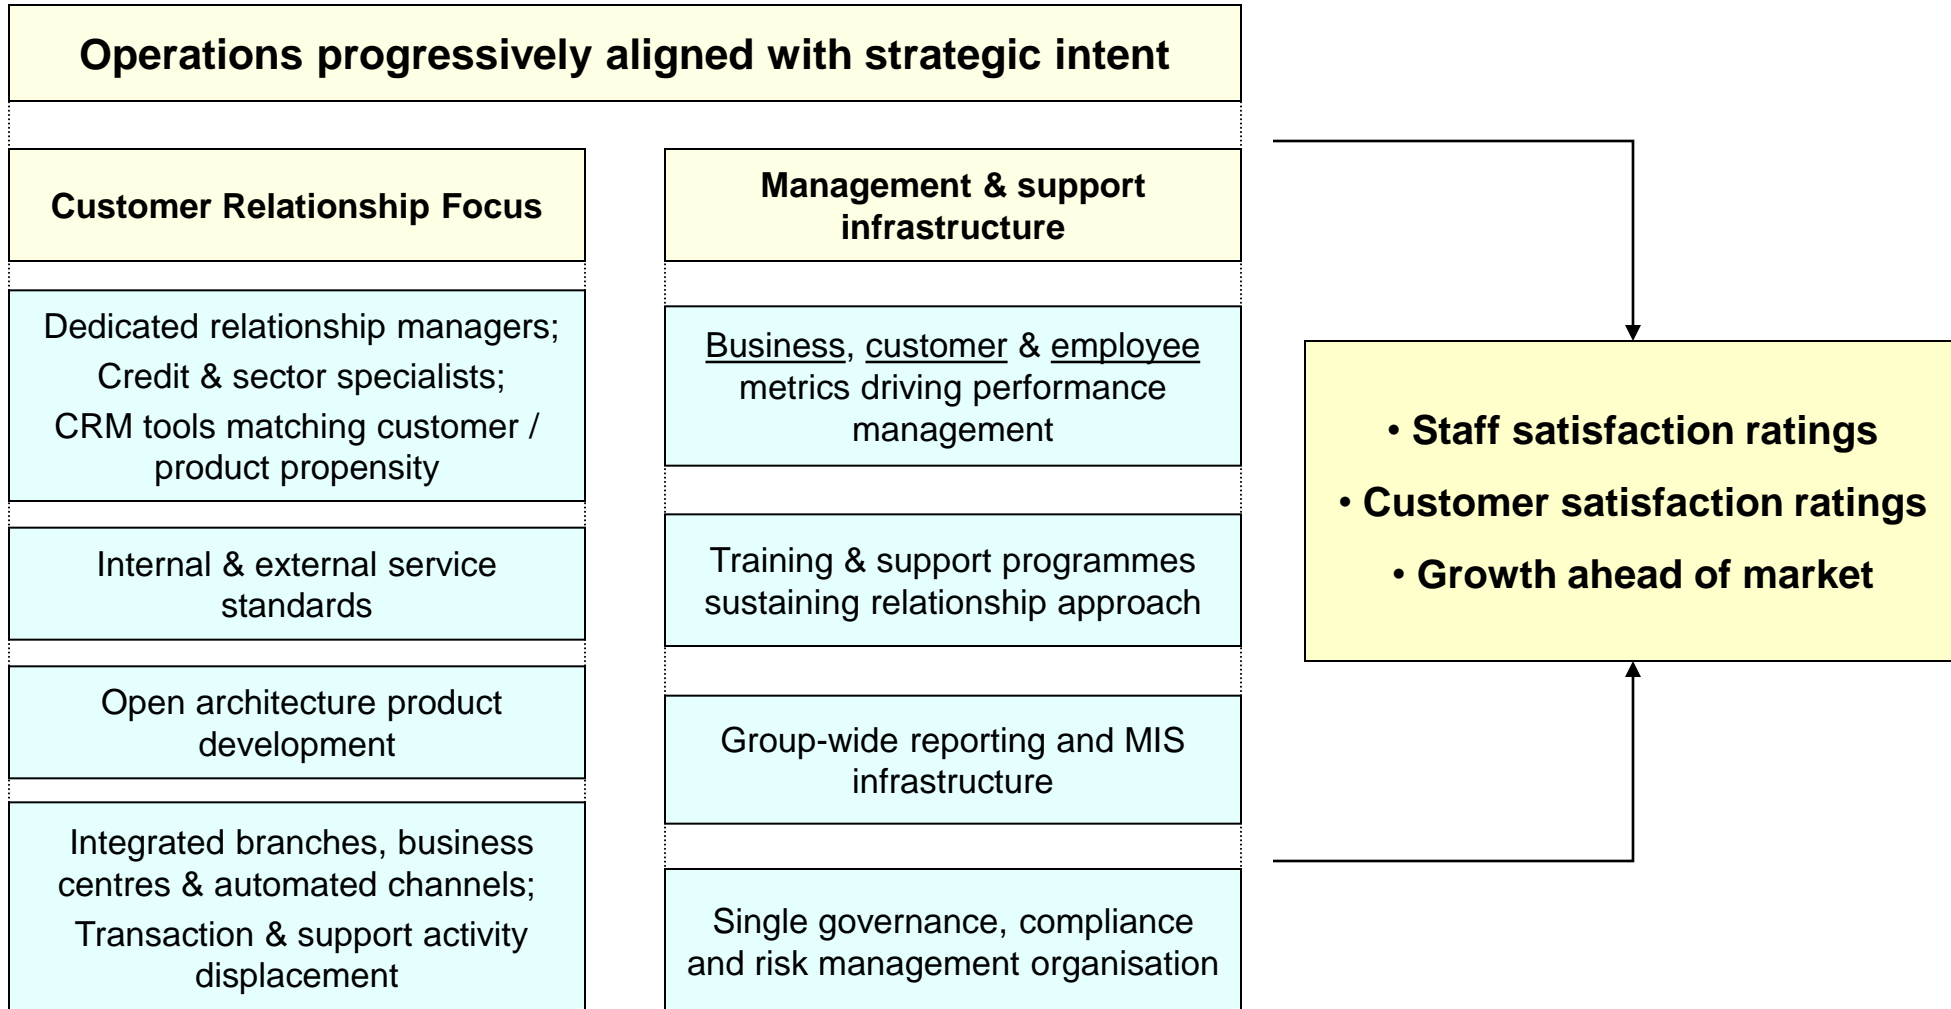 Operations progressively aligned with strategic intent
Customer Relationship Focus
Dedicated relationship managers;
Credit & sector specialists;
CRM tools matching customer /
product propensity
Internal & external service
standards
Open architecture product
development
Integrated branches, business
centres & automated channels;
Transaction & support activity
displacement
Management & support
infrastructure
Business, customer & employee
metrics driving performance
management
Training & support programmes
sustaining relationship approach
Group-wide reporting and MIS
infrastructure
Single governance, compliance
and risk management organisation
• Staff satisfaction ratings
• Customer satisfaction ratings
• Growth ahead of market